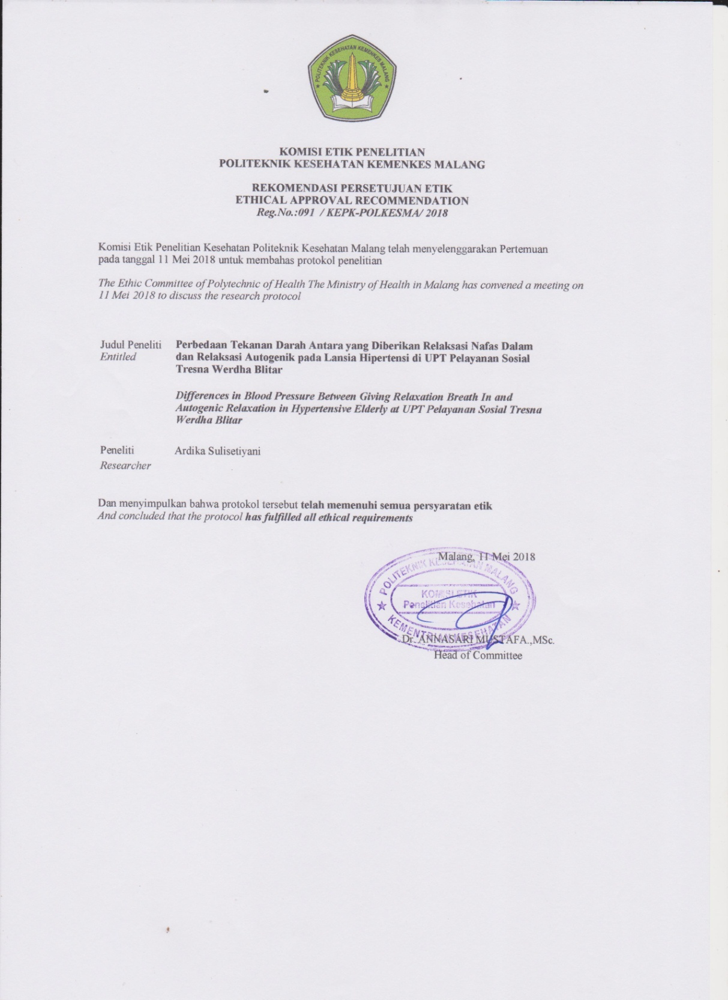 ★ POLITEKNIK KESEHATAN KEMENKES MALANG ★
KOMISI ETIK PENELITIAN
POLITEKNIK KESEHATAN KEMENKES MALANG
REKOMENDASI PERSETUJUAN ETIK
ETHICAL APPROVAL RECOMMENDATION
Reg.No.:091 / KEPK-POLKESMA/ 2018
Komisi Etik Penelitian Kesehatan Politeknik Kesehatan Malang telah menyelenggarakan Pertemuan
pada tanggal 11 Mei 2018 untuk membahas protokol penelitian
The Ethic Committee of Polytechnic of Health The Ministry of Health in Malang has convened a meeting on
11 Mei 2018 to discuss the research protocol
Judul Peneliti Perbedaan Tekanan Darah Antara yang Diberikan Relaksasi Nafas Dalam
Entitled dan Relaksasi Autogenik pada Lansia Hipertensi di UPT Pelayanan Sosial
Tresna Werdha Blitar
Differences in Blood Pressure Between Giving Relaxation Breath In and
Autogenic Relaxation in Hypertensive Elderly at UPT Pelayanan Sosial Tresna
Werdha Blitar
Peneliti Ardika Sulisetiyani
Researcher
Dan menyimpulkan bahwa protokol tersebut telah memenuhi semua persyaratan etik
And concluded that the protocol has fulfilled all ethical requirements
Malang, 11 Mei 2018
POLITEKNIK KESEHATAN MALANG
KOMISI ETIK
Penelitian Kesehatan
★ KEMENTRIAN KESEHATAN ★
Dr. ANNASARI MUSTAFA.,MSc.
Head of Committee